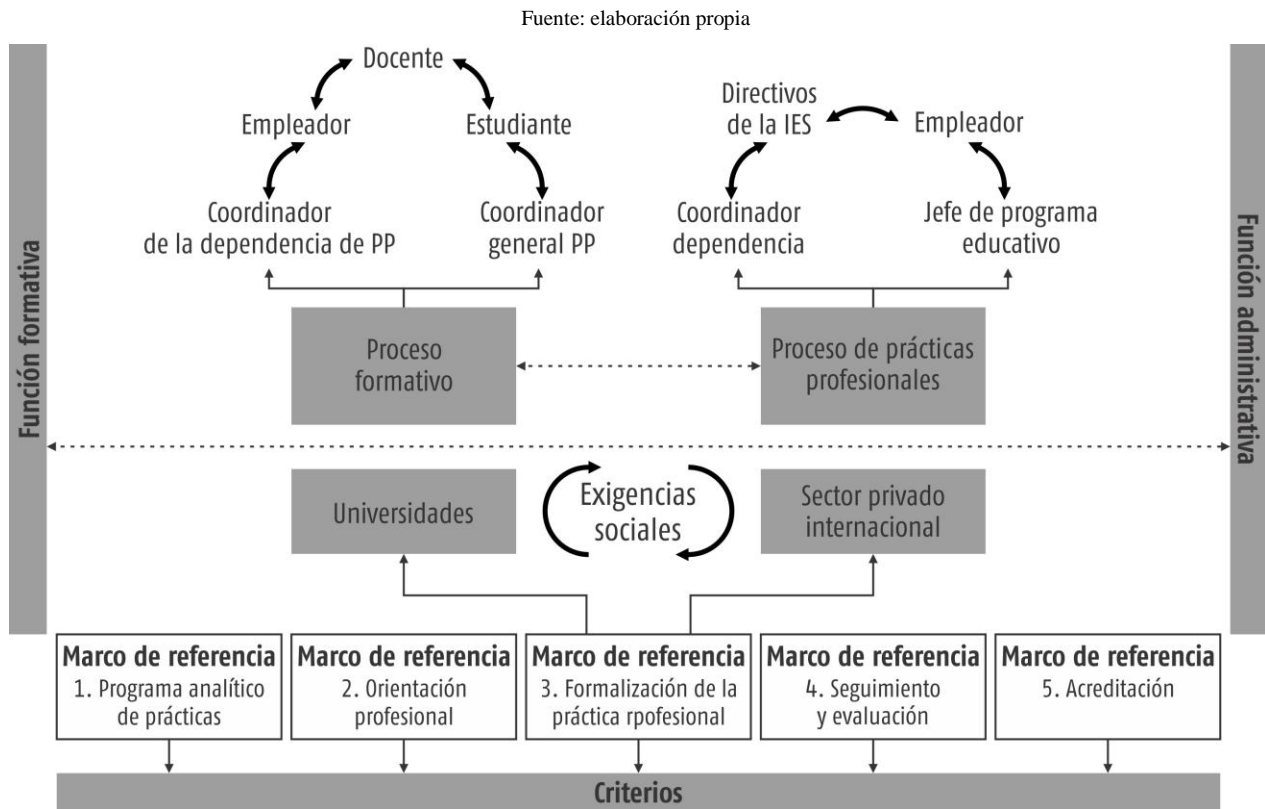 Fuente: elaboración propia
Docente
Empleador
Estudiante
Coordinador
de la dependencia de PP
Coordinador
general PP
Directivos
de la IES
Empleador
Coordinador
dependencia
Jefe de programa
educativo
Función formativa
Función administrativa
Proceso
formativo
Proceso de prácticas
profesionales
Universidades
Exigencias
sociales
Sector privado
internacional
Marco de referencia
1. Programa analítico
de prácticas
Marco de referencia
2. Orientación
profesional
Marco de referencia
3. Formalización de la
práctica rpofesional
Marco de referencia
4. Seguimiento
y evaluación
Marco de referencia
5. Acreditación
Criterios